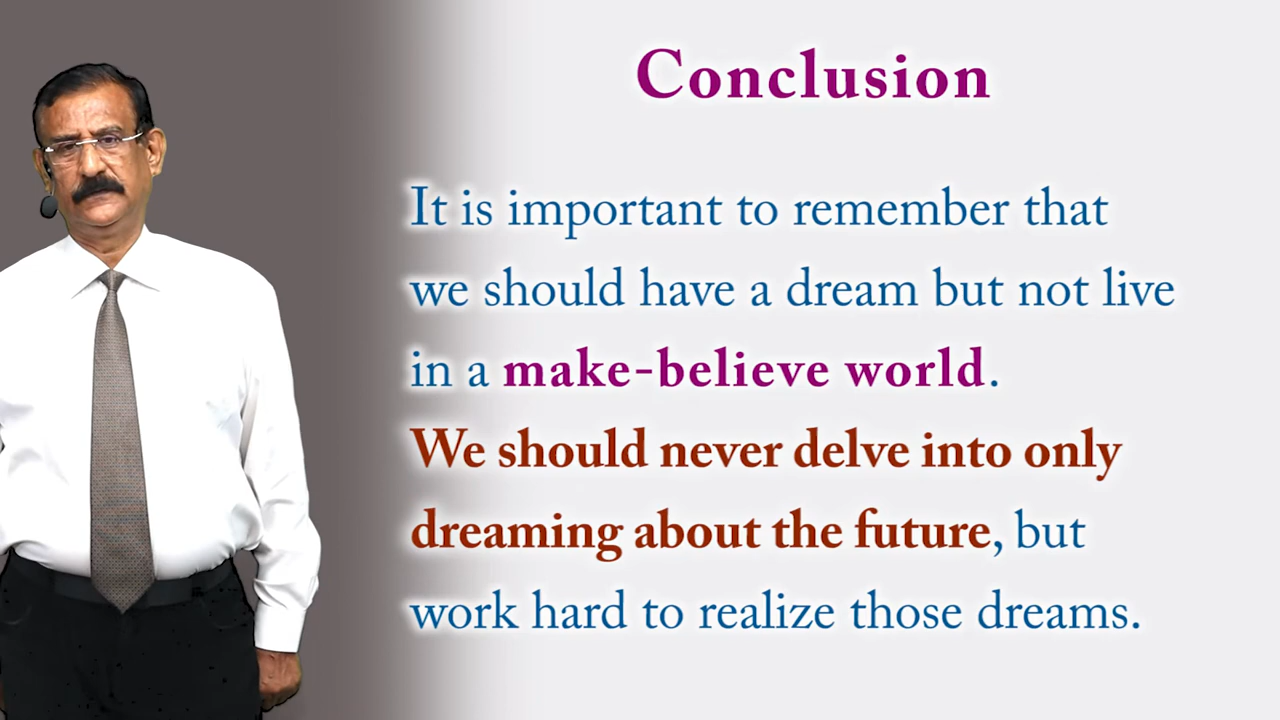 Conclusion
It is important to remember that
we should have a dream but not live
in a make-believe world.
We should never delve into only
dreaming about the future, but
work hard to realize those dreams.